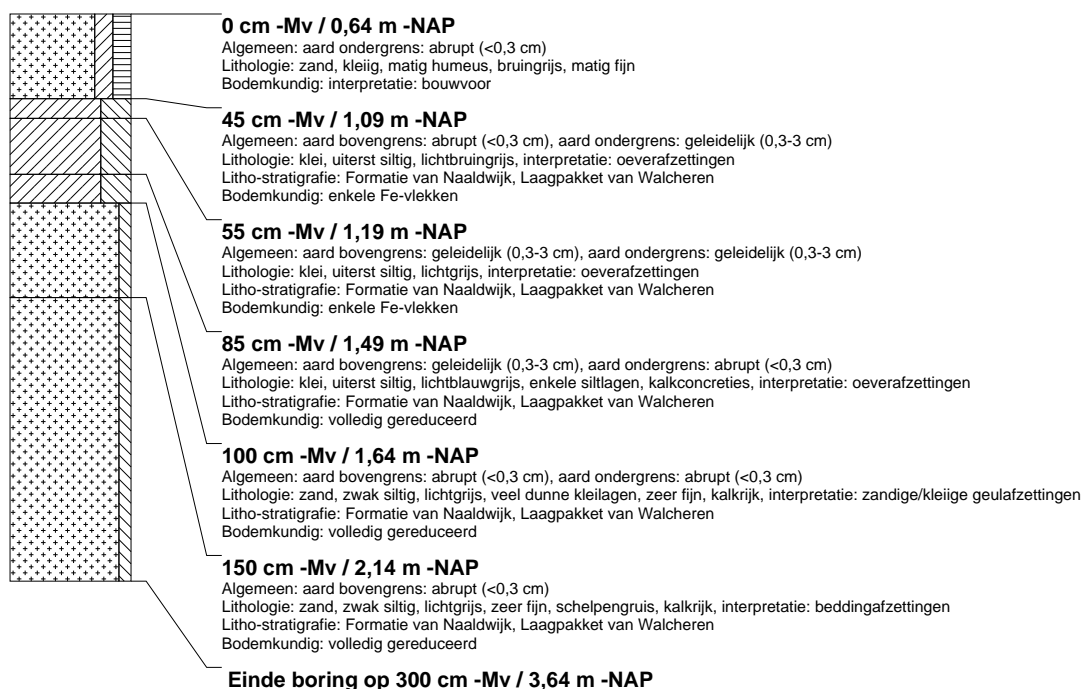 0 cm -Mv / 0,64 m -NAP
Algemeen: aard ondergrens: abrupt (<0,3 cm)
Lithologie: zand, kleiig, matig humeus, bruingrijs, matig fijn
Bodemkundig: interpretatie: bouwvoor
45 cm -Mv / 1,09 m -NAP
Algemeen: aard bovengrens: abrupt (<0,3 cm), aard ondergrens: geleidelijk (0,3-3 cm)
Lithologie: klei, uiterst siltig, lichtbruingrijs, interpretatie: oeverafzettingen
Litho-stratigrafie: Formatie van Naaldwijk, Laagpakket van Walcheren
Bodemkundig: enkele Fe-vlekken
55 cm -Mv / 1,19 m -NAP
Algemeen: aard bovengrens: geleidelijk (0,3-3 cm), aard ondergrens: geleidelijk (0,3-3 cm)
Lithologie: klei, uiterst siltig, lichtgrijs, interpretatie: oeverafzettingen
Litho-stratigrafie: Formatie van Naaldwijk, Laagpakket van Walcheren
Bodemkundig: enkele Fe-vlekken
85 cm -Mv / 1,49 m -NAP
Algemeen: aard bovengrens: geleidelijk (0,3-3 cm), aard ondergrens: abrupt (<0,3 cm)
Lithologie: klei, uiterst siltig, lichtblauwgrijs, enkele siltlagen, kalkconcreties, interpretatie: oeverafzettingen
Litho-stratigrafie: Formatie van Naaldwijk, Laagpakket van Walcheren
Bodemkundig: volledig gereduceerd
100 cm -Mv / 1,64 m -NAP
Algemeen: aard bovengrens: abrupt (<0,3 cm), aard ondergrens: abrupt (<0,3 cm)
Lithologie: zand, zwak siltig, lichtgrijs, veel dunne kleilagen, zeer fijn, kalkrijk, interpretatie: zandige/kleiige geulafzettingen
Litho-stratigrafie: Formatie van Naaldwijk, Laagpakket van Walcheren
Bodemkundig: volledig gereduceerd
150 cm -Mv / 2,14 m -NAP
Algemeen: aard bovengrens: abrupt (<0,3 cm)
Lithologie: zand, zwak siltig, lichtgrijs, zeer fijn, schelpengruis, kalkrijk, interpretatie: beddingafzettingen
Litho-stratigrafie: Formatie van Naaldwijk, Laagpakket van Walcheren
Bodemkundig: volledig gereduceerd
Einde boring op 300 cm -Mv / 3,64 m -NAP